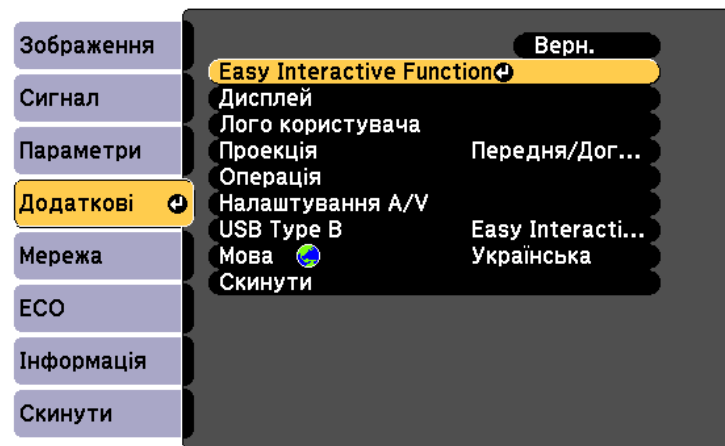 Зображення
Сигнал
Параметри
Додаткові
Мережа
ECO
Інформація
Скинути
Верн.
Easy Interactive Function
Дисплей
Лого користувача
Проекція Передня/Дог...
Операція
Налаштування A/V
USB Type B Easy Interacti...
Мова Українська
Скинути